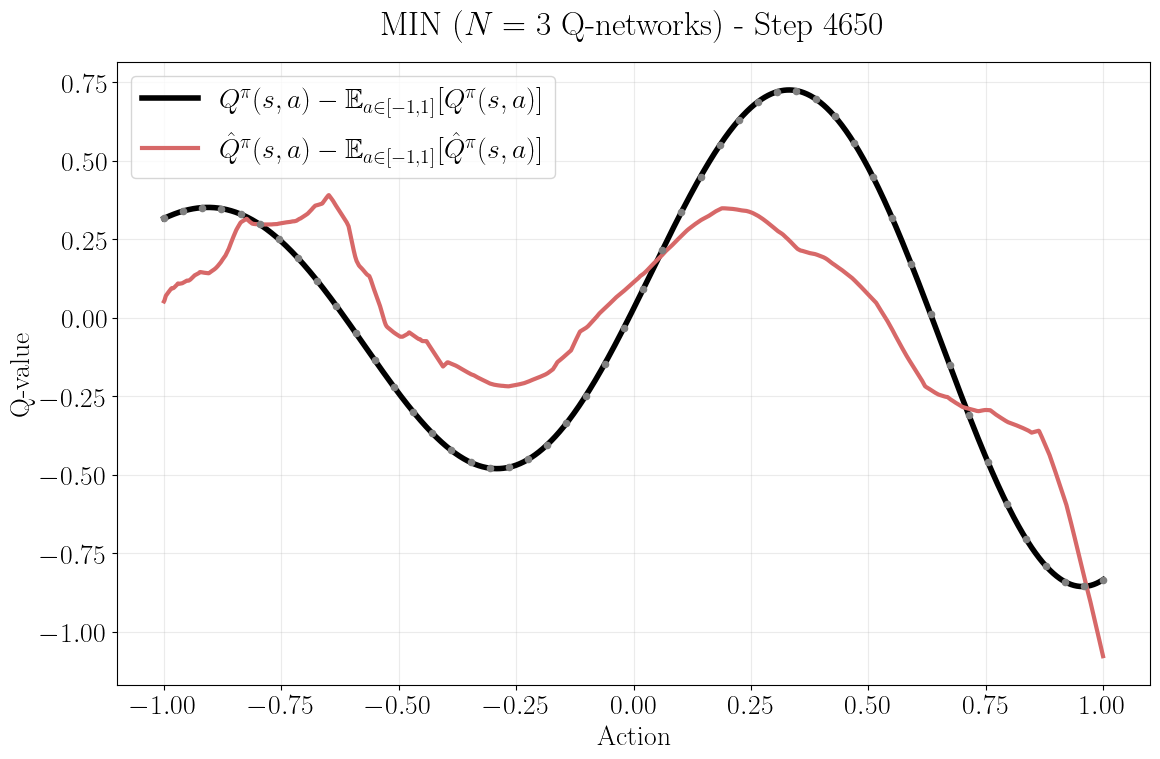 MIN (N = 3 Q-networks) - Step 4650
Q^π(s, a) − 𝔼_{a∈[−1,1]}[Q^π(s, a)]
Q̂^π(s, a) − 𝔼_{a∈[−1,1]}[Q̂^π(s, a)]
Q-value
0.75
0.50
0.25
0.00
−0.25
−0.50
−0.75
−1.00
−1.00 −0.75 −0.50 −0.25 0.00 0.25 0.50 0.75 1.00
Action